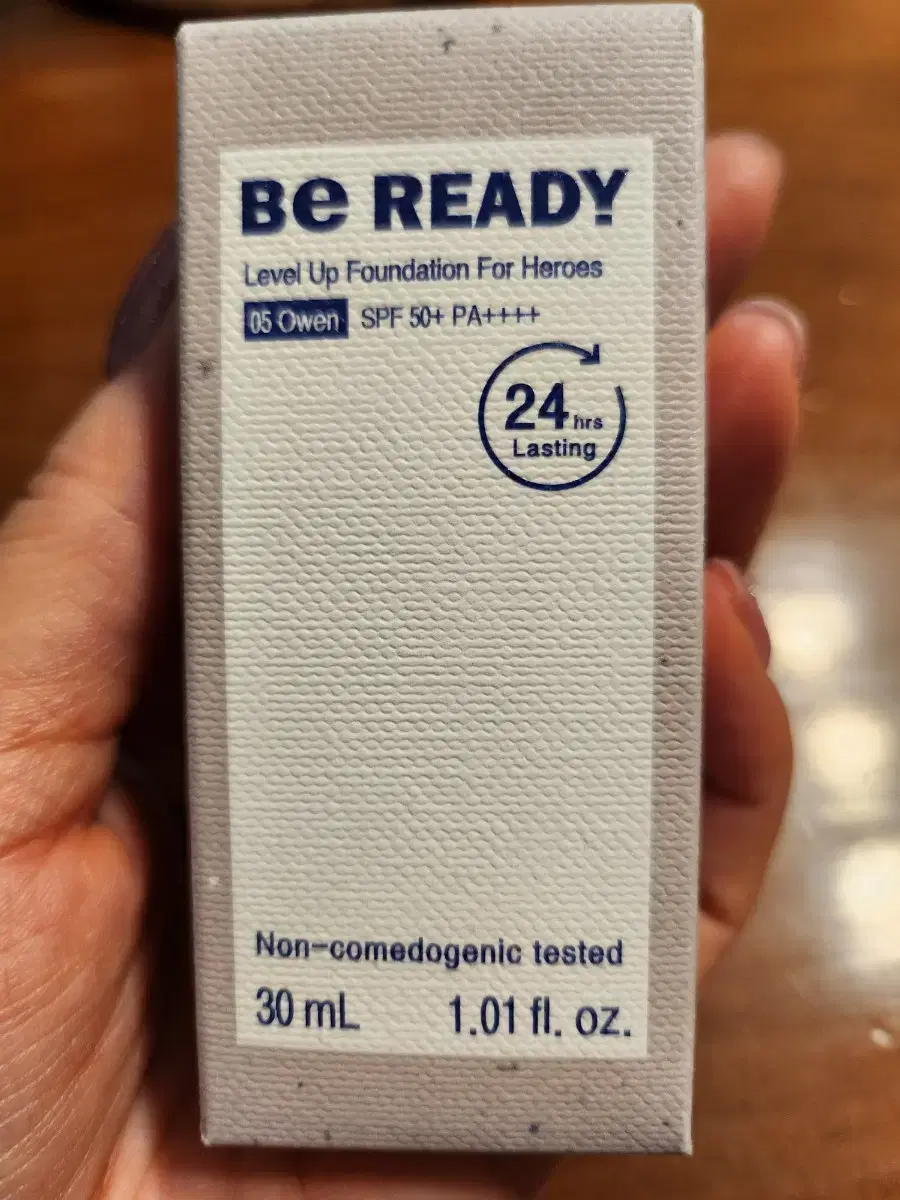 Be READY
Level Up Foundation For Heroes
05 Owen SPF 50+ PA++++
24 hrs
Lasting
Non-comedogenic tested
30 mL 1.01 fl. oz.